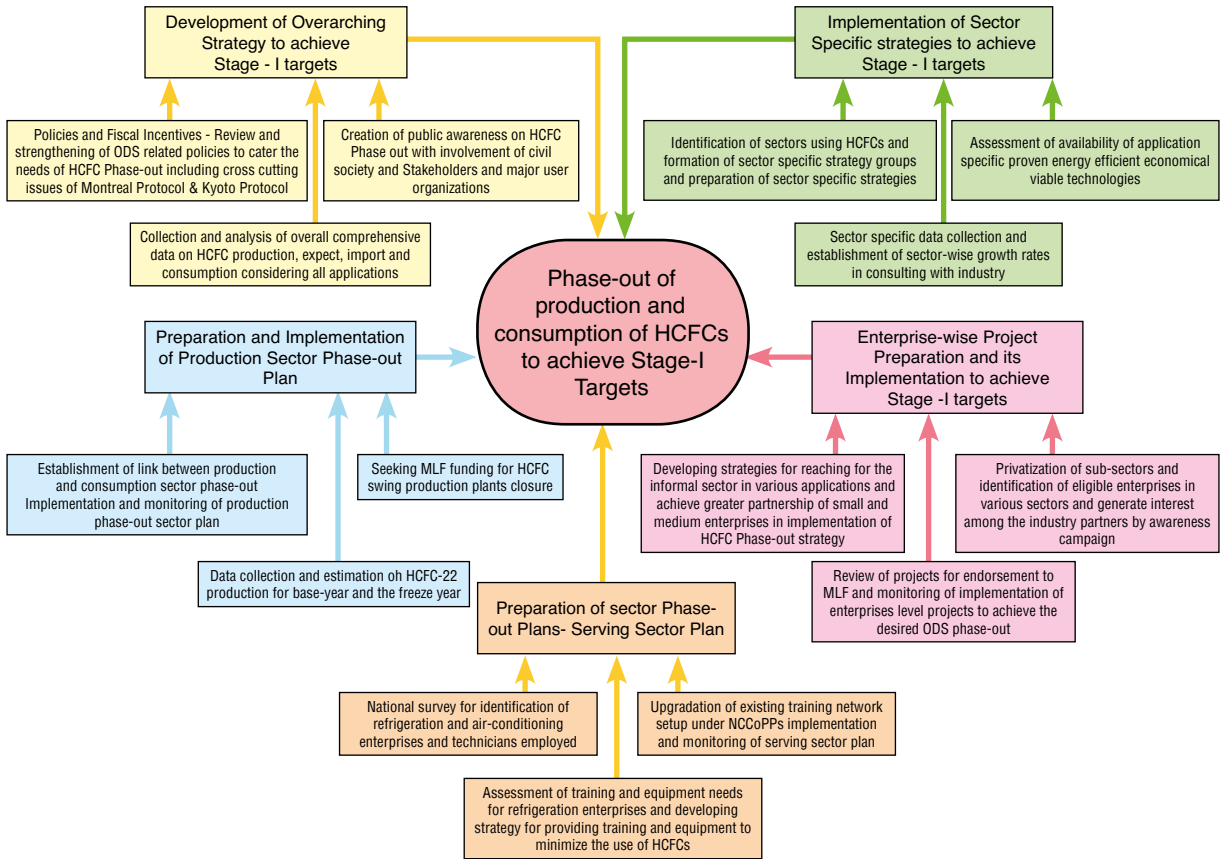 Development of Overarching
Strategy to achieve
Stage - I targets
Policies and Fiscal Incentives - Review and
strengthening of ODS related policies to cater the
needs of HCFC Phase-out including cross cutting
issues of Montreal Protocol & Kyoto Protocol
Creation of public awareness on HCFC
Phase out with involvement of civil
society and Stakeholders and major user
organizations
Collection and analysis of overall comprehensive
data on HCFC production, expect, import and
consumption considering all applications
Implementation of Sector
Specific strategies to achieve
Stage - I targets
Identification of sectors using HCFCs and
formation of sector specific strategy groups
and preparation of sector specific strategies
Assessment of availability of application
specific proven energy efficient economical
viable technologies
Sector specific data collection and
establishment of sector-wise growth rates
in consulting with industry
Phase-out of
production and
consumption of HCFCs
to achieve Stage-I
Targets
Preparation and Implementation
of Production Sector Phase-out
Plan
Establishment of link between production
and consumption sector phase-out
Implementation and monitoring of production
phase-out sector plan
Seeking MLF funding for HCFC
swing production plants closure
Data collection and estimation oh HCFC-22
production for base-year and the freeze year
Enterprise-wise Project
Preparation and its
Implementation to achieve
Stage -I targets
Developing strategies for reaching for the
informal sector in various applications and
achieve greater partnership of small and
medium enterprises in implementation of
HCFC Phase-out strategy
Privatization of sub-sectors and
identification of eligible enterprises in
various sectors and generate interest
among the industry partners by awareness
campaign
Review of projects for endorsement to
MLF and monitoring of implementation of
enterprises level projects to achieve the
desired ODS phase-out
Preparation of sector Phase-
out Plans- Serving Sector Plan
National survey for identification of
refrigeration and air-conditioning
enterprises and technicians employed
Upgradation of existing training network
setup under NCCoPPs implementation
and monitoring of serving sector plan
Assessment of training and equipment needs
for refrigeration enterprises and developing
strategy for providing training and equipment to
minimize the use of HCFCs